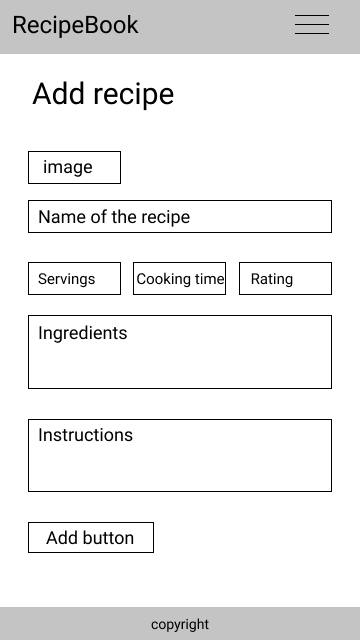 RecipeBook
Add recipe
image
Name of the recipe
Servings
Cooking time
Rating
Ingredients
Instructions
Add button
copyright